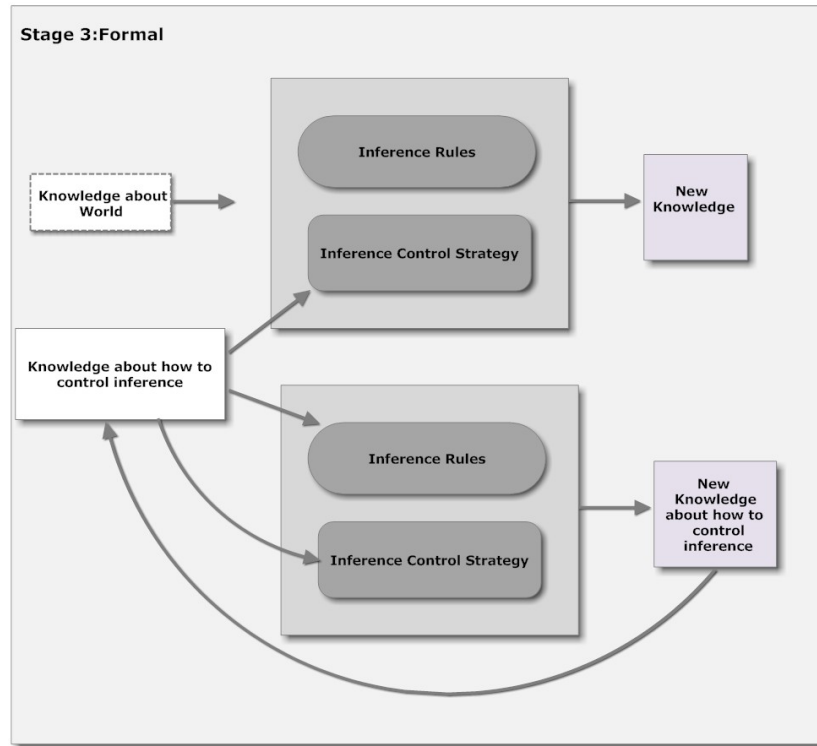 Stage 3:Formal
Inference Rules
Knowledge about
World
New
Knowledge
Inference Control Strategy
Knowledge about how to
control inference
Inference Rules
New
Knowledge
about how to
control
inference
Inference Control Strategy